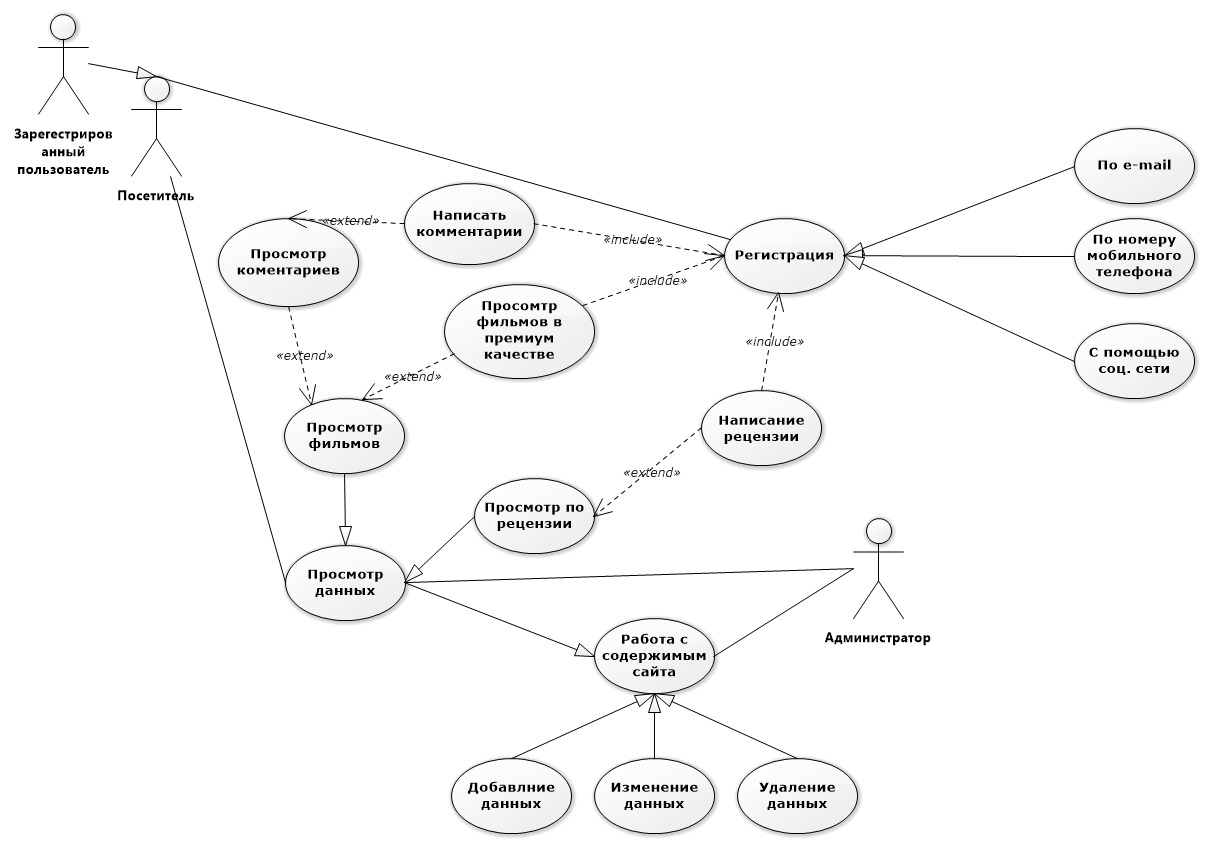 Зарегестриров
анный
пользователь
Посетитель
По e-mail
Написать
комментарии
«extend»
«include»
Просмотр
коментариев
Регистрация
По номеру
мобильного
телефона
«include»
Просомтр
фильмов в
премиум
качестве
«extend»
«include»
«extend»
С помощью
соц. сети
Просмотр
фильмов
Написание
рецензии
«extend»
Просмотр по
рецензии
Просмотр
данных
Администратор
Работа с
содержимым
сайта
Добавлние
данных
Изменение
данных
Удаление
данных